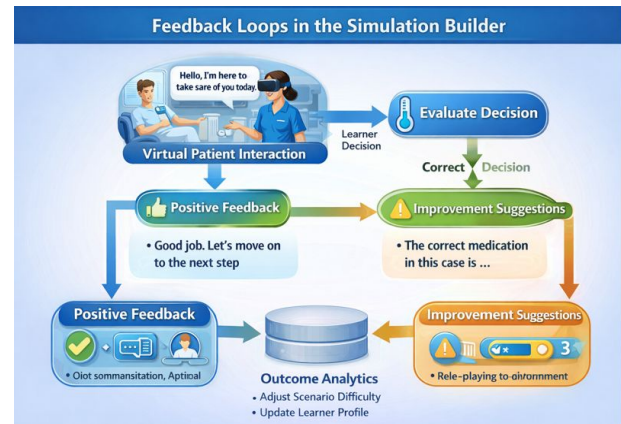 Feedback Loops in the Simulation Builder
Hello, I'm here to
take sare of you today.
Virtual Patient Interaction
Learner
Decision
Evaluate Decision
Correct Decision
Positive Feedback
Improvement Suggestions
• Good job. Let's move on
to the next step
• The correct medication
in this case is ...
Positive Feedback
• Oiot sommansitation, Aptioal
Improvement Suggestions
3
• Rele-playing to
Outcome Analytics
• Adjust Scenario Difficulty
• Update Learner Profile